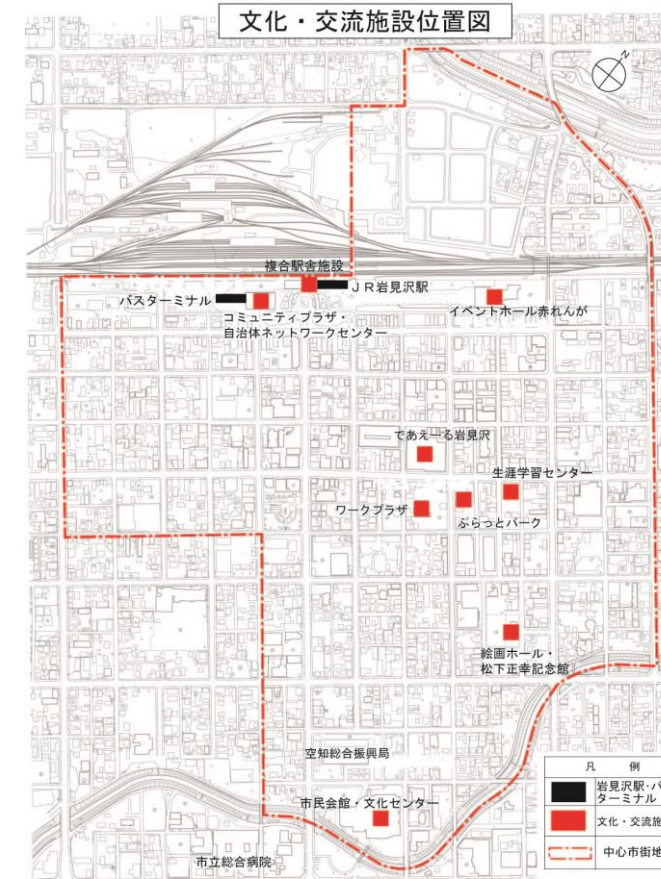 文化・交流施設位置図
N
複合駅舎施設
JR岩見沢駅
バスターミナル
コミュニティプラザ・
自治体ネットワークセンター
イベントホール赤れんが
であえーる岩見沢
生涯学習センター
ワークプラザ
ぷらっとパーク
絵画ホール・
松下正幸記念館
空知総合振興局
市民会館・文化センター
市立総合病院
凡 例
岩見沢駅・バ
ターミナル
文化・交流施
中心市街地